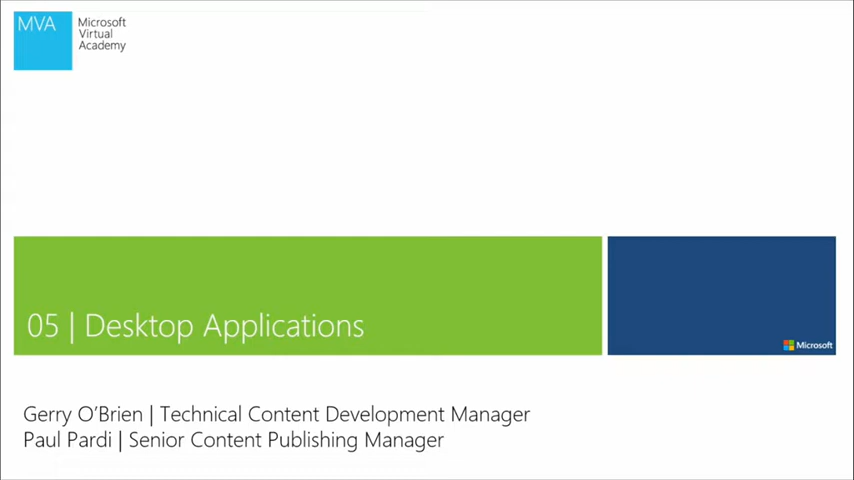 MVA
Microsoft
Virtual
Academy
05 | Desktop Applications
Microsoft
Gerry O'Brien | Technical Content Development Manager
Paul Pardi | Senior Content Publishing Manager